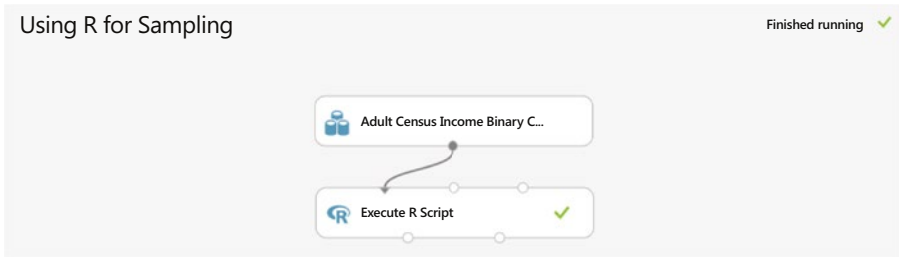 Using R for Sampling
Finished running
Adult Census Income Binary C...
R
Execute R Script